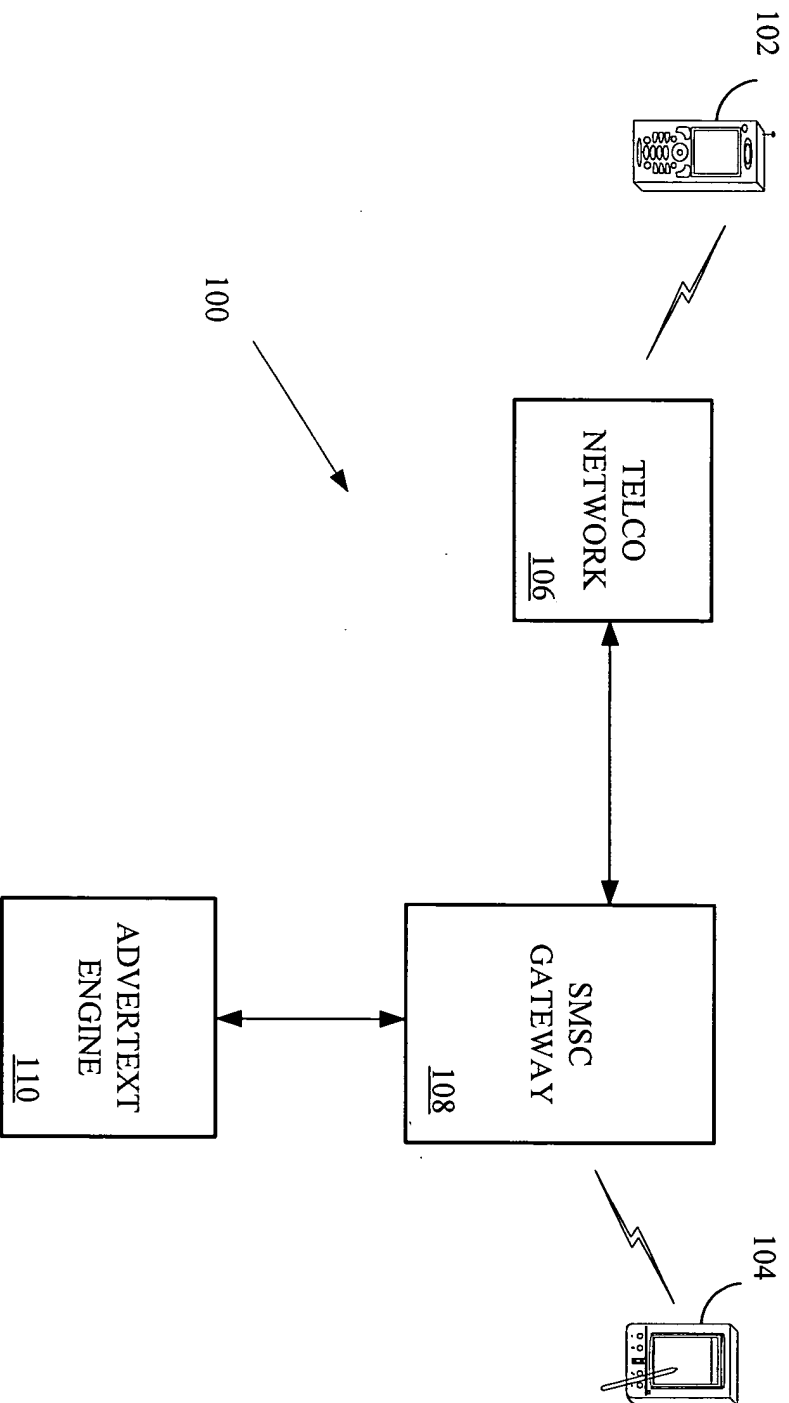 102
104
TELCO
NETWORK
106
SMSC
GATEWAY
108
100
ADVERTEXT
ENGINE
110